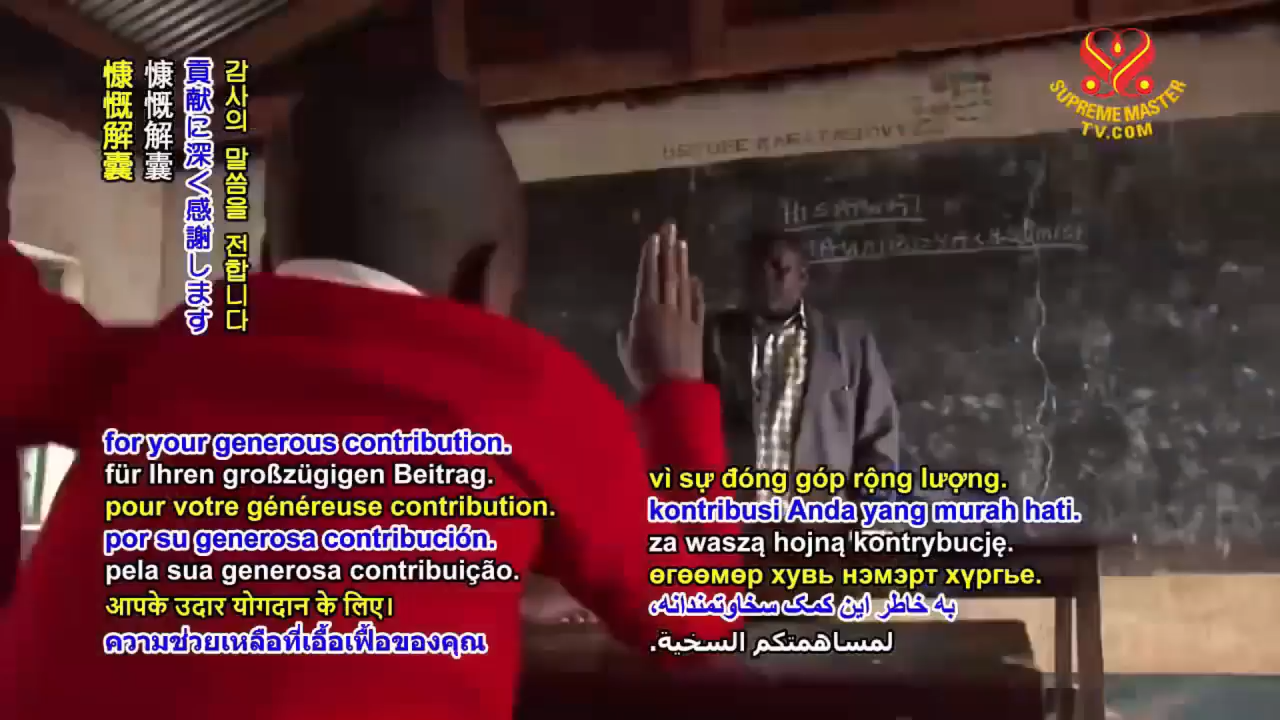 慷慨解囊
慷慨解囊
貢献に深く感謝します
감사의 말씀을 전합니다
SUPREME MASTER
TV.COM
for your generous contribution.
für Ihren großzügigen Beitrag.
pour votre généreuse contribution.
por su generosa contribución.
pela sua generosa contribuição.
आपके उदार योगदान के लिए।
ความช่วยเหลือที่เอื้อเฟื้อของคุณ
vì sự đóng góp rộng lượng.
kontribusi Anda yang murah hati.
za waszą hojną kontrybucję.
өгөөмөр хувь нэмэрт хүргье.
به خاطر این کمک سخاوتمندانه،
لمساهمتكم السخية.